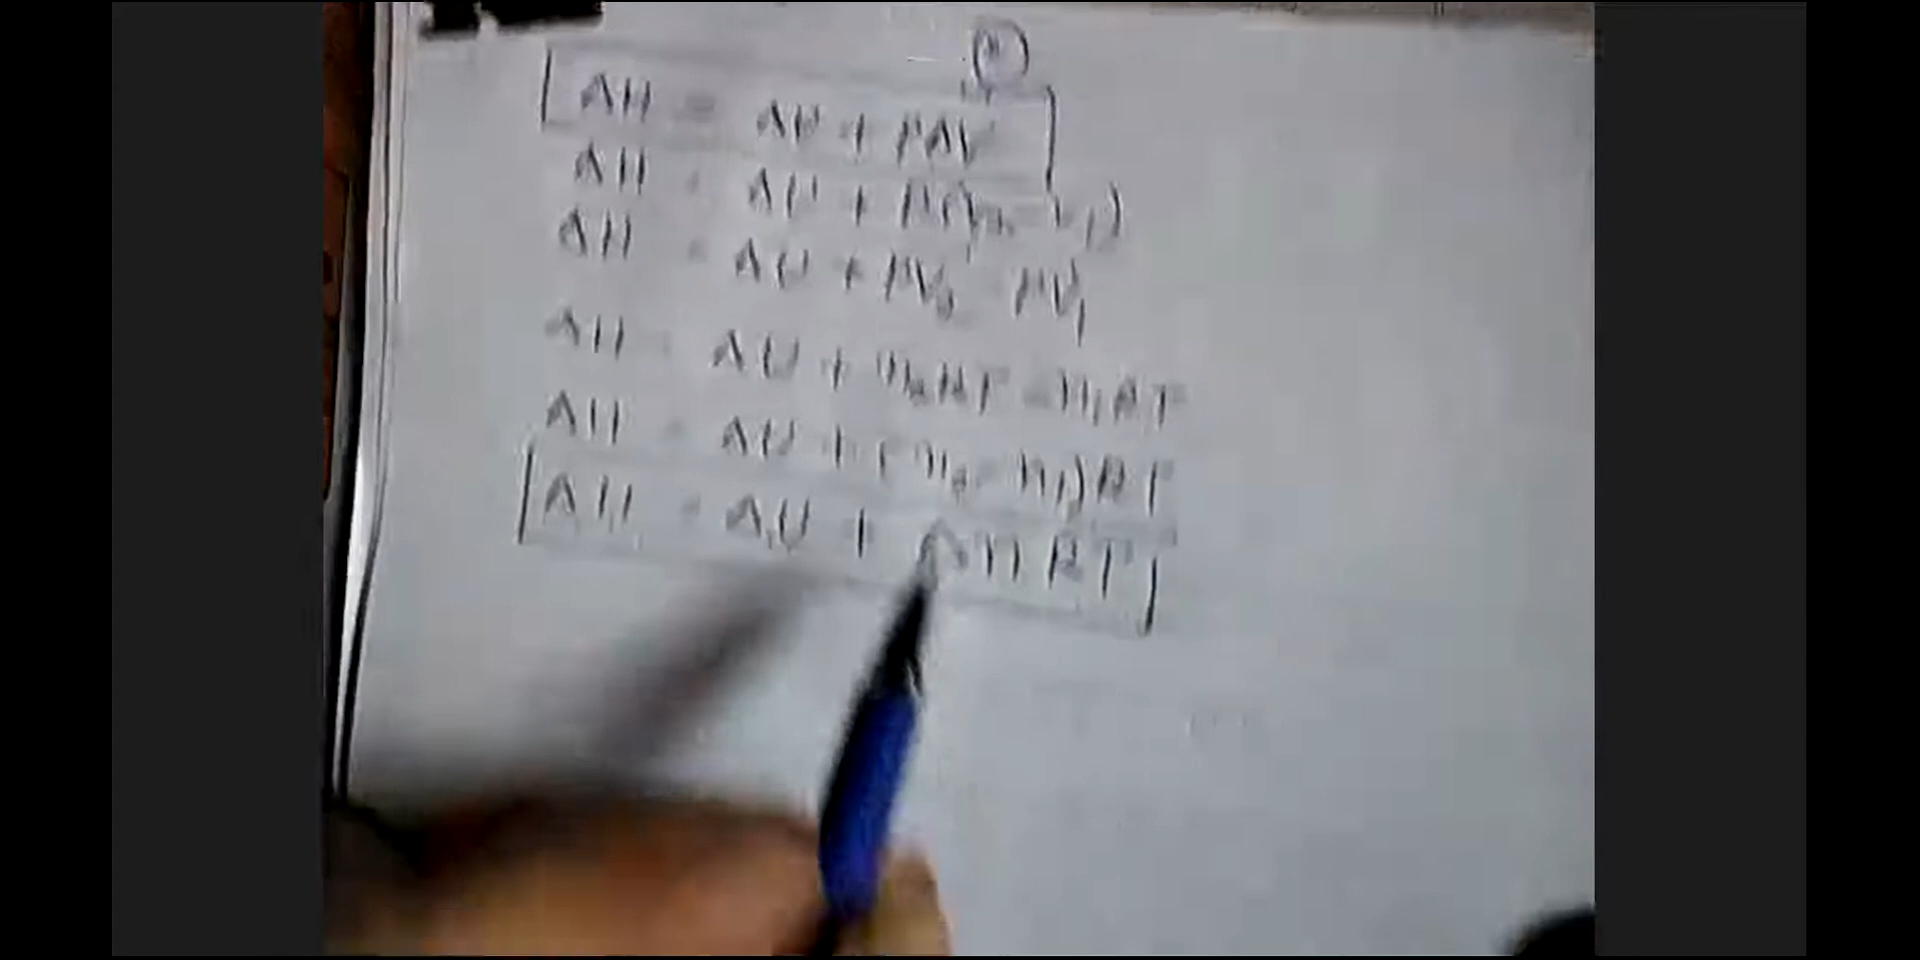 ΔH = ΔU + PΔV
ΔH = ΔU + P(V₂ - V₁)
ΔH = ΔU + PV₂ - PV₁
ΔH = ΔU + n₂RT - n₁RT
ΔH = ΔU + (n₂ - n₁)RT
ΔH = ΔU + ΔnRT